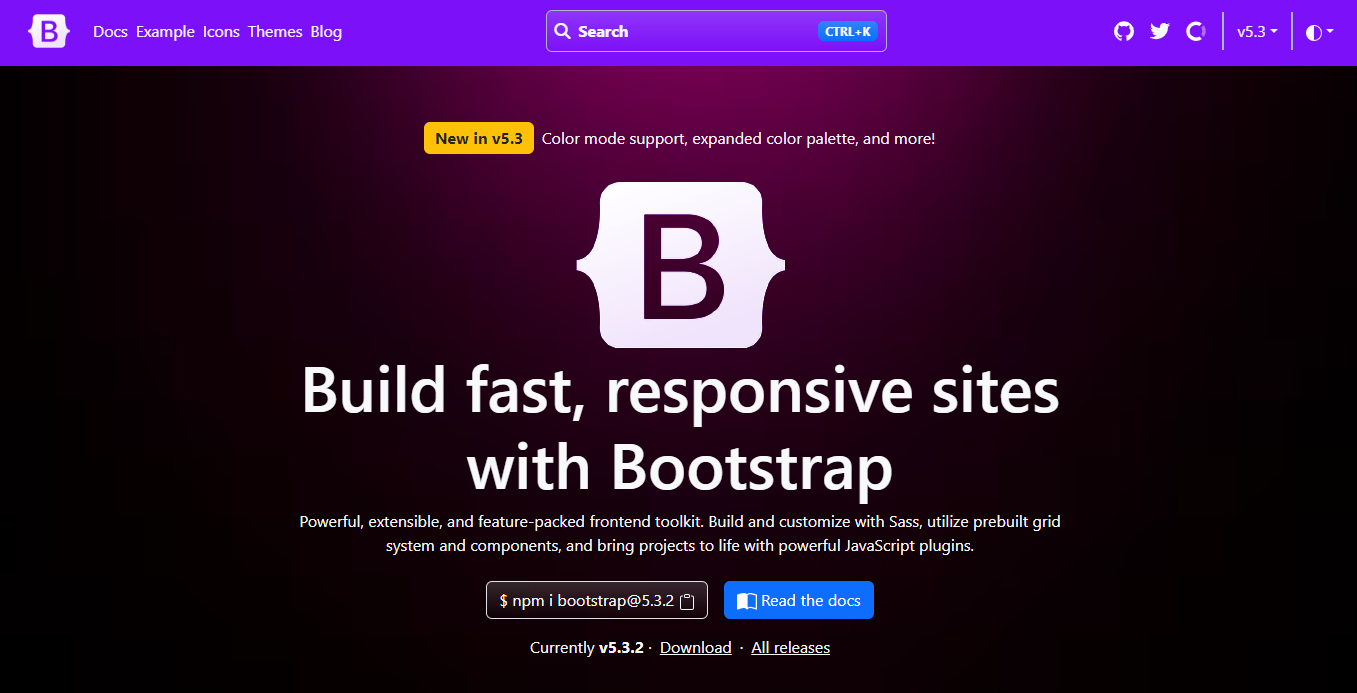 B Docs Example Icons Themes Blog Search CTRL+K v5.3
New in v5.3 Color mode support, expanded color palette, and more!
B
Build fast, responsive sites
with Bootstrap
Powerful, extensible, and feature-packed frontend toolkit. Build and customize with Sass, utilize prebuilt grid
system and components, and bring projects to life with powerful JavaScript plugins.
$ npm i bootstrap@5.3.2 Read the docs
Currently v5.3.2 · Download · All releases